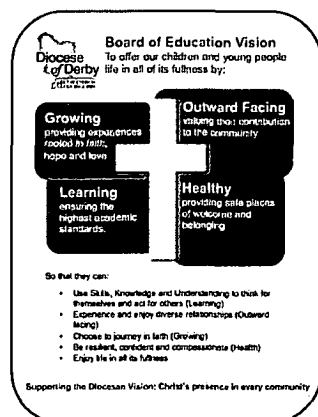 Diocese
of Derby
Board of Education Vision
To offer our children and young people
life in all of its fullness by:
Growing
providing experiences
rooted in faith,
hope and love
Outward Facing
valuing their contribution
to the community
Learning
ensuring the
highest academic
standards.
Healthy
providing safe places
of welcome and
belonging
So that they can:
• Use Skills, Knowledge and Understanding to think for
themselves and act for others (Learning)
• Experience and enjoy diverse relationships (Outward
facing)
• Choose to journey in faith (Growing)
• Be resilient, confident and compassionate (Health)
• Enjoy life in all its fullness
Supporting the Diocesan Vision: Christ's presence in every community